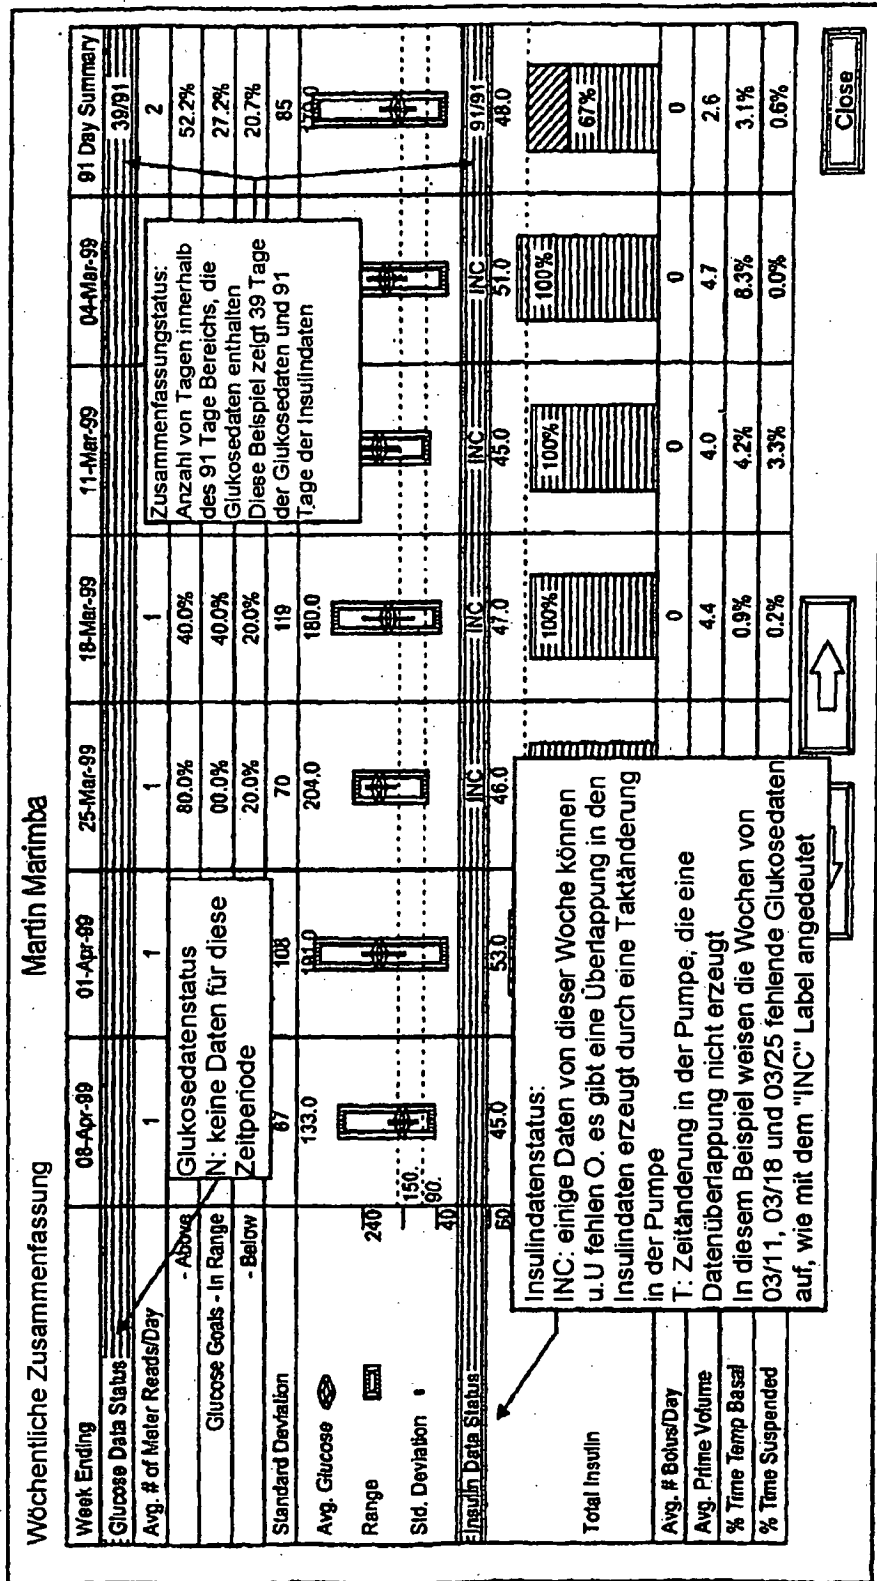 Wöchentliche Zusammenfassung Martin Marimba
Week Ending 08-Apr-99 01-Apr-99 25-Mar-99 18-Mar-99 11-Mar-99 04-Mar-99 91 Day Summary
Glucose Data Status 39/91
Avg. # of Meter Reads/Day 1 1 1 1 2
- Above 80.0% 40.0% 52.2%
Glucose Goals - In Range 00.0% 40.0% 27.2%
- Below 20.0% 20.0% 20.7%
Standard Deviation 67 108 70 119 85
Avg. Glucose 133.0 191.0 204.0 180.0 170.0
Range 240
150.
Std. Deviation 90.
40
Glukosedatenstatus
N: keine Daten für diese
Zeitperiode
Zusammenfassungstatus:
Anzahl von Tagen innerhalb
des 91 Tage Bereichs, die
Glukosedaten enthalten
Diese Beispiel zeigt 39 Tage
der Glukosedaten und 91
Tage der Insulindaten
Insulin Data Status INC INC INC INC 91/91
60 45.0 53.0 46.0 47.0 45.0 51.0 48.0
Total Insulin 100% 100% 100% 67%
Insulindatenstatus:
INC: einige Daten von dieser Woche können
u.U fehlen O. es gibt eine Überlappung in den
Insulindaten erzeugt durch eine Taktänderung
in der Pumpe
T: Zeitänderung in der Pumpe, die eine
Datenüberlappung nicht erzeugt
In diesem Beispiel weisen die Wochen von
03/11, 03/18 und 03/25 fehlende Glukosedaten
auf, wie mit dem "INC" Label angedeutet
Avg. # Bolus/Day 0 0 0 0
Avg. Prime Volume 4.4 4.0 4.7 2.6
% Time Temp Basal 0.9% 4.2% 8.3% 3.1%
% Time Suspended 0.2% 3.3% 0.0% 0.6%
Close